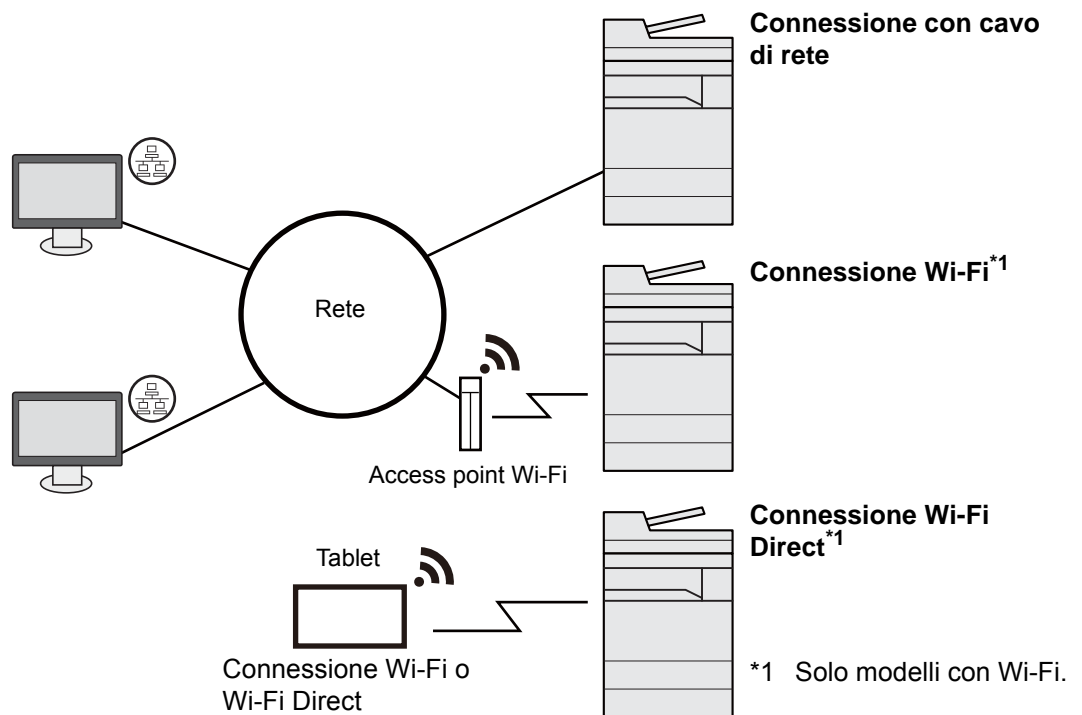 Connessione con cavo
di rete
Rete
Connessione Wi-Fi*1
Access point Wi-Fi
Connessione Wi-Fi
Direct*1
Tablet
Connessione Wi-Fi o
Wi-Fi Direct
*1 Solo modelli con Wi-Fi.